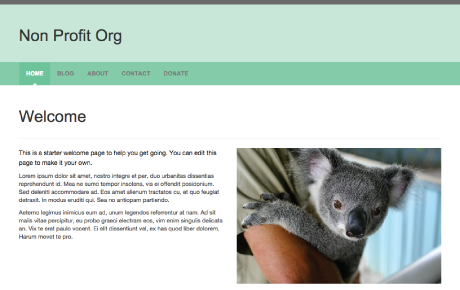 Non Profit Org
HOME BLOG ABOUT CONTACT DONATE
Welcome
This is a starter welcome page to help you get going. You can edit this
page to make it your own.
Lorem ipsum dolor sit amet, nostro integre et per, duo urbanitas dissentias
reprehendunt id. Mea no sumo tempor insolens, vis ei offendit posidonium.
Sed deleniti accommodare ad. Eos amet alienum tractatos cu, et quo feugiat
detraxit. In modus eruditi qui. Sea no antiopam partiendo.
Aeterno legimus inimicus eum ad, unum legendos referrentur at nam. Ad sit
malis vitae percipitur, eu probo graeci electram eos, vim enim singulis delicata
an. Vix te erat paulo vocent. Ei elit dissentiunt vel, ex has quod liber dolorem.
Harum movet te pro.